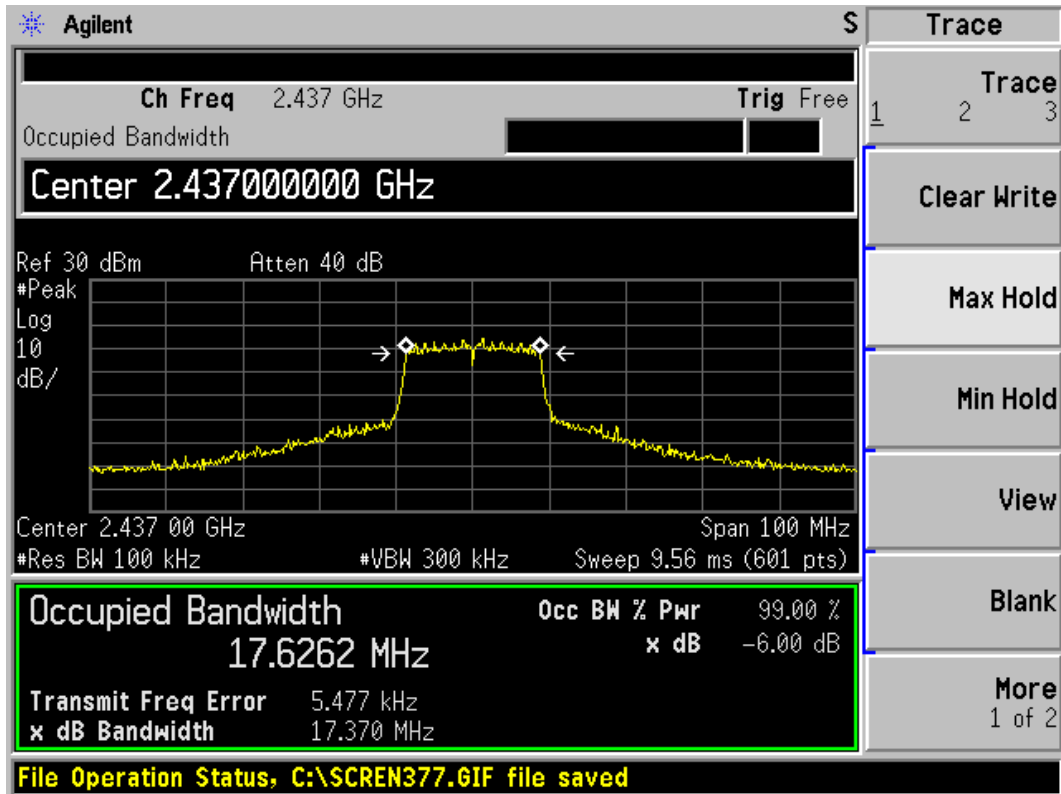 Agilent S
Ch Freq 2.437 GHz Trig Free
Occupied Bandwidth
Center 2.437000000 GHz
Ref 30 dBm Atten 40 dB
#Peak
Log
10
dB/
Center 2.437 00 GHz Span 100 MHz
#Res BW 100 kHz #VBW 300 kHz Sweep 9.56 ms (601 pts)
Occupied Bandwidth Occ BW % Pwr 99.00 %
17.6262 MHz x dB -6.00 dB
Transmit Freq Error 5.477 kHz
x dB Bandwidth 17.370 MHz
File Operation Status, C:\SCREN377.GIF file saved
Trace
Trace
1 2 3
Clear Write
Max Hold
Min Hold
View
Blank
More
1 of 2